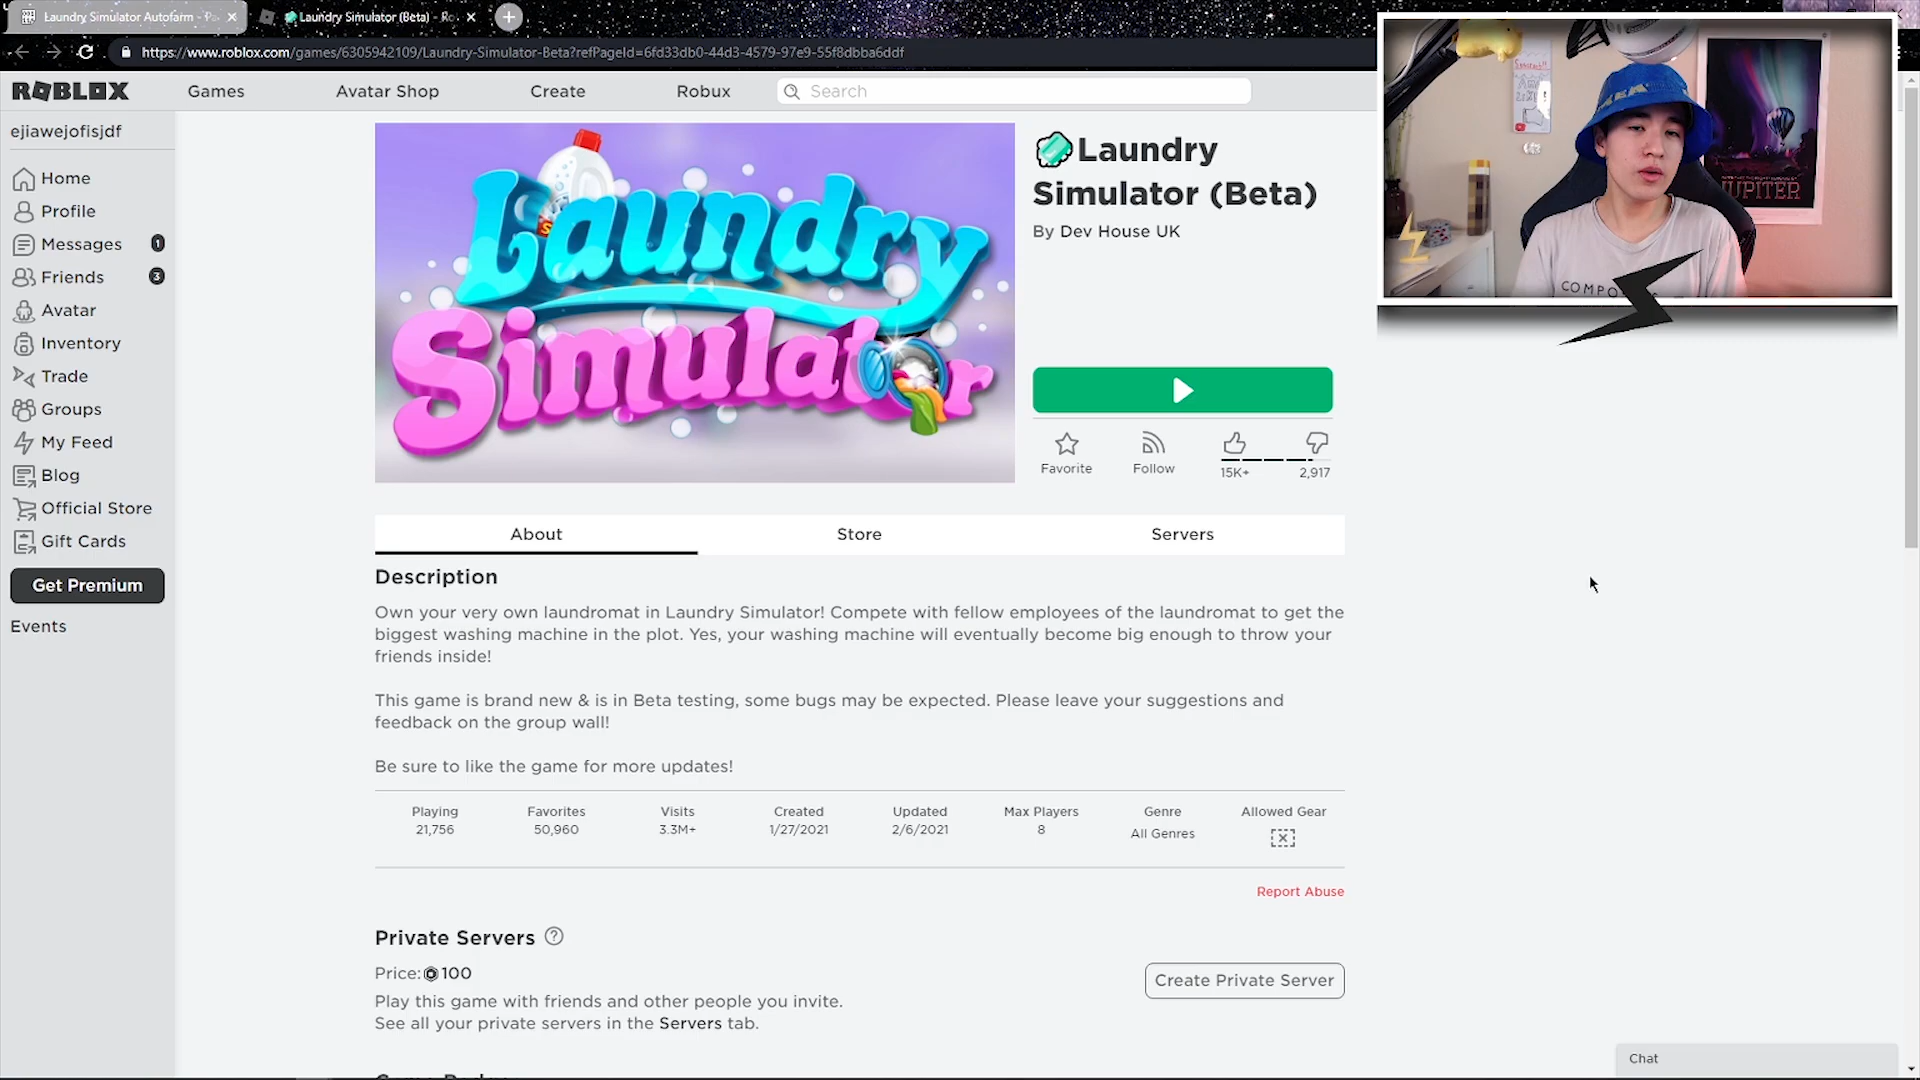 Laundry Simulator Autofarm - Pa
Laundry Simulator (Beta) - Ro
https://www.roblox.com/games/6305942109/Laundry-Simulator-Beta?refPageId=6fd33db0-44d3-4579-97e9-55f8dbba6ddf
ROBLOX
Games
Avatar Shop
Create
Robux
Search
ejiawejofisjdf
Home
Profile
Messages 1
Friends 3
Avatar
Inventory
Trade
Groups
My Feed
Blog
Official Store
Gift Cards
Get Premium
Events
Laundry
Simulator
Laundry
Simulator (Beta)
By Dev House UK
Favorite
Follow
15K+
2,917
JUPITER
About
Store
Servers
Description
Own your very own laundromat in Laundry Simulator! Compete with fellow employees of the laundromat to get the
biggest washing machine in the plot. Yes, your washing machine will eventually become big enough to throw your
friends inside!
This game is brand new & is in Beta testing, some bugs may be expected. Please leave your suggestions and
feedback on the group wall!
Be sure to like the game for more updates!
Playing Favorites Visits Created Updated Max Players Genre Allowed Gear
21,756 50,960 3.3M+ 1/27/2021 2/6/2021 8 All Genres
Report Abuse
Private Servers
Price: 100
Create Private Server
Play this game with friends and other people you invite.
See all your private servers in the Servers tab.
Chat